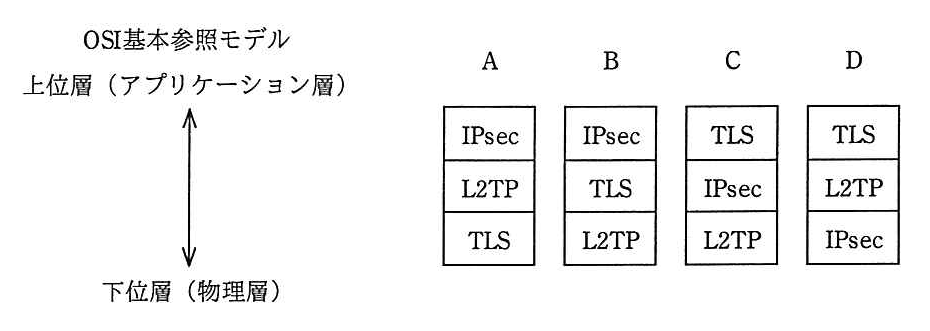 OSI基本参照モデル
上位層（アプリケーション層）
下位層（物理層）
A B C D
IPsec IPsec TLS TLS
L2TP TLS IPsec L2TP
TLS L2TP L2TP IPsec